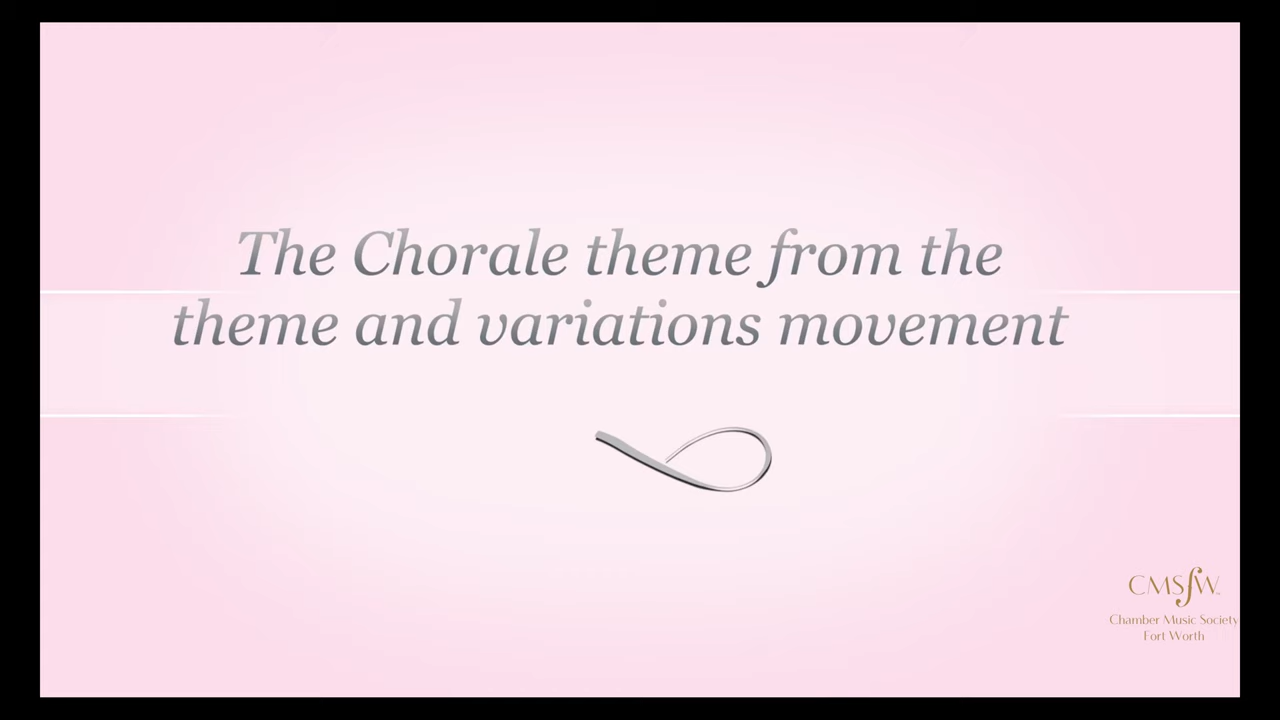 The Chorale theme from the
theme and variations movement
CMSfW
Chamber Music Society
Fort Worth